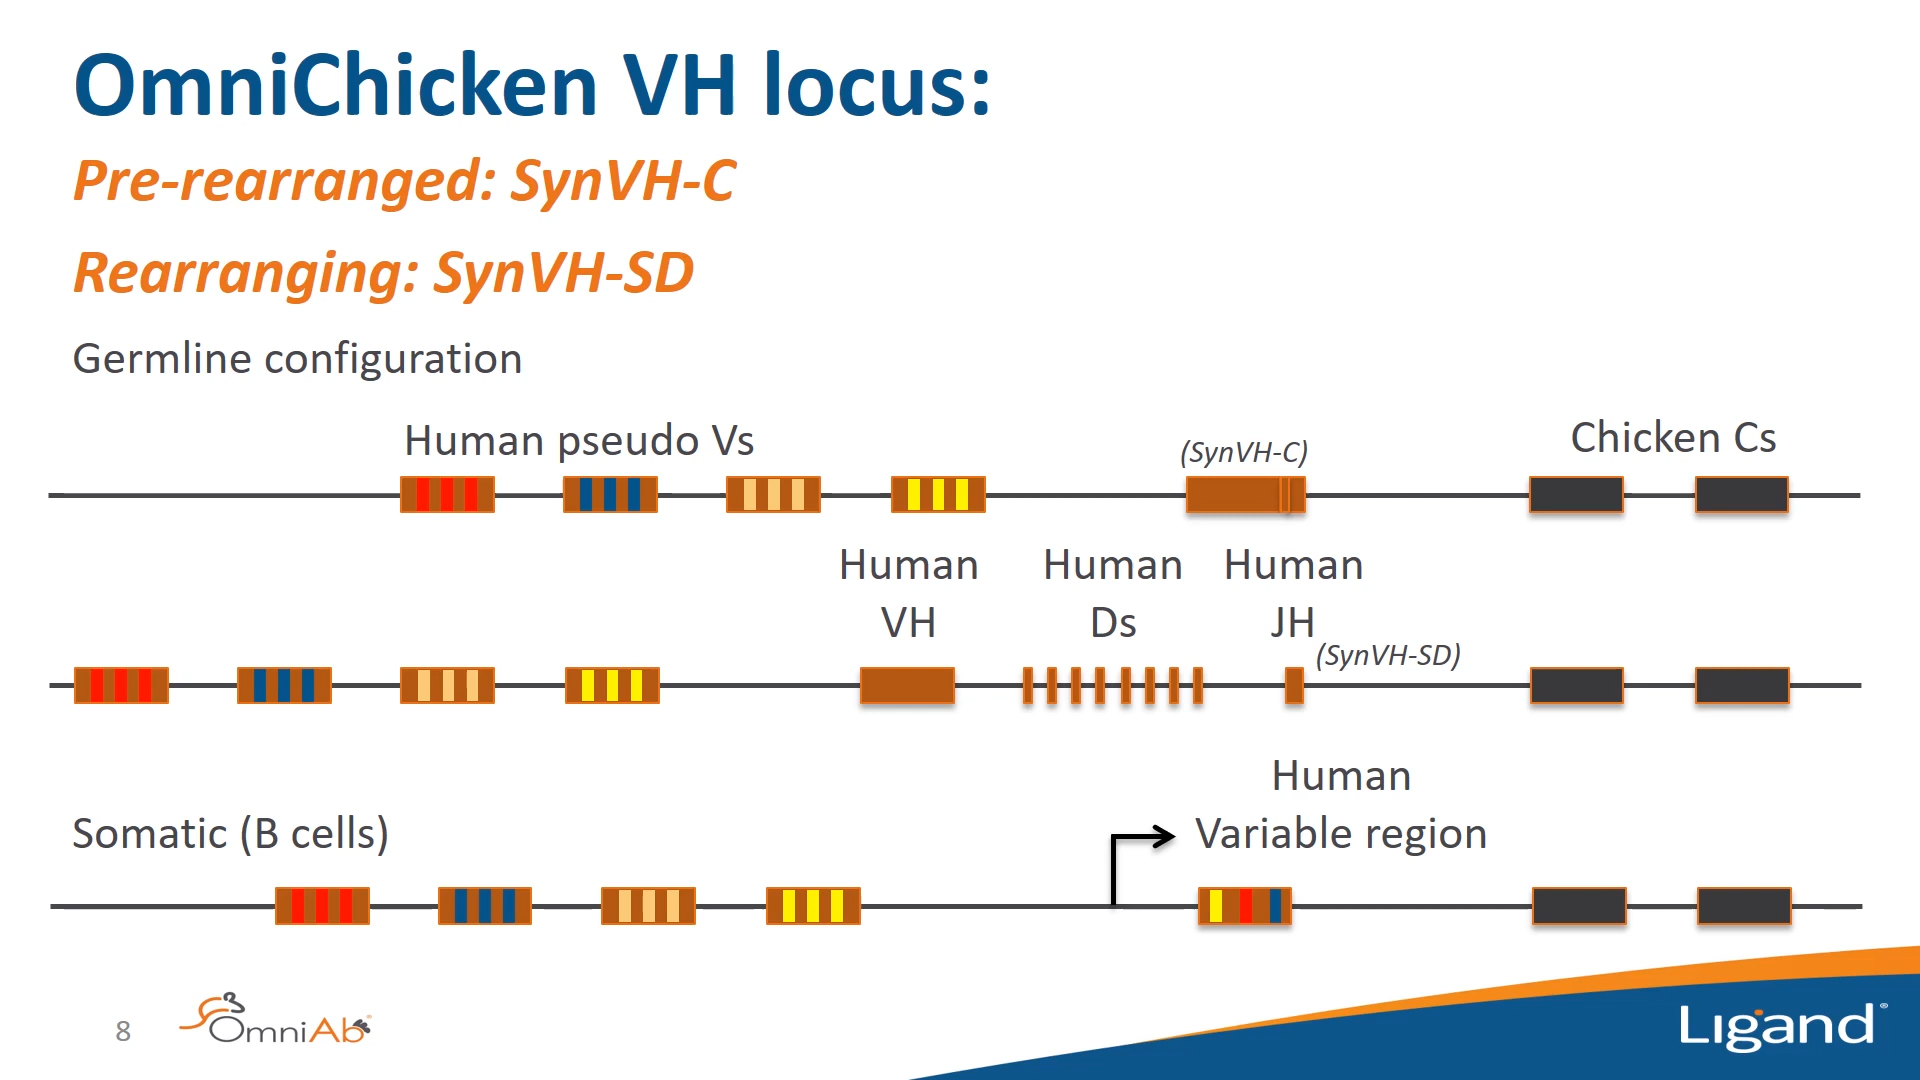 OmniChicken VH locus:
Pre-rearranged: SynVH-C
Rearranging: SynVH-SD
Germline configuration
Human pseudo Vs
(SynVH-C)
Chicken Cs
Human VH
Human Ds
Human JH
(SynVH-SD)
Somatic (B cells)
Human
Variable region
8
OmniAb
Ligand®